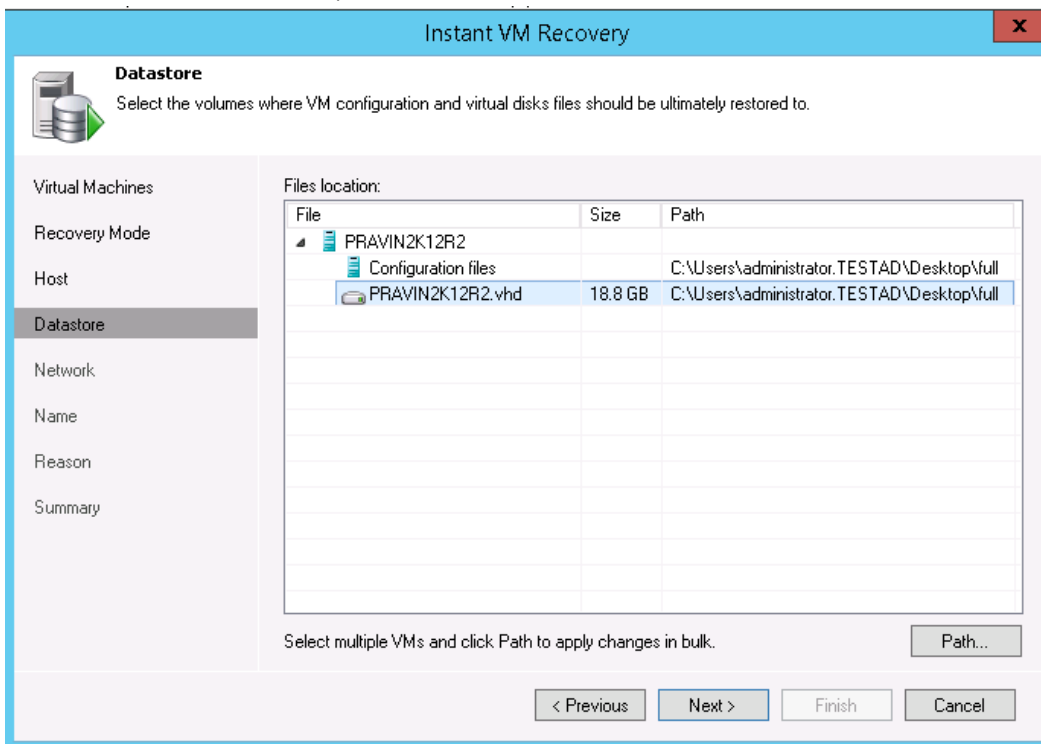 Instant VM Recovery
x
Datastore
Select the volumes where VM configuration and virtual disks files should be ultimately restored to.
Virtual Machines
Recovery Mode
Host
Datastore
Network
Name
Reason
Summary
Files location:
File Size Path
PRAVIN2K12R2
Configuration files C:\Users\administrator.TESTAD\Desktop\full
PRAVIN2K12R2.vhd 18.8 GB C:\Users\administrator.TESTAD\Desktop\full
Select multiple VMs and click Path to apply changes in bulk.
Path...
< Previous Next > Finish Cancel